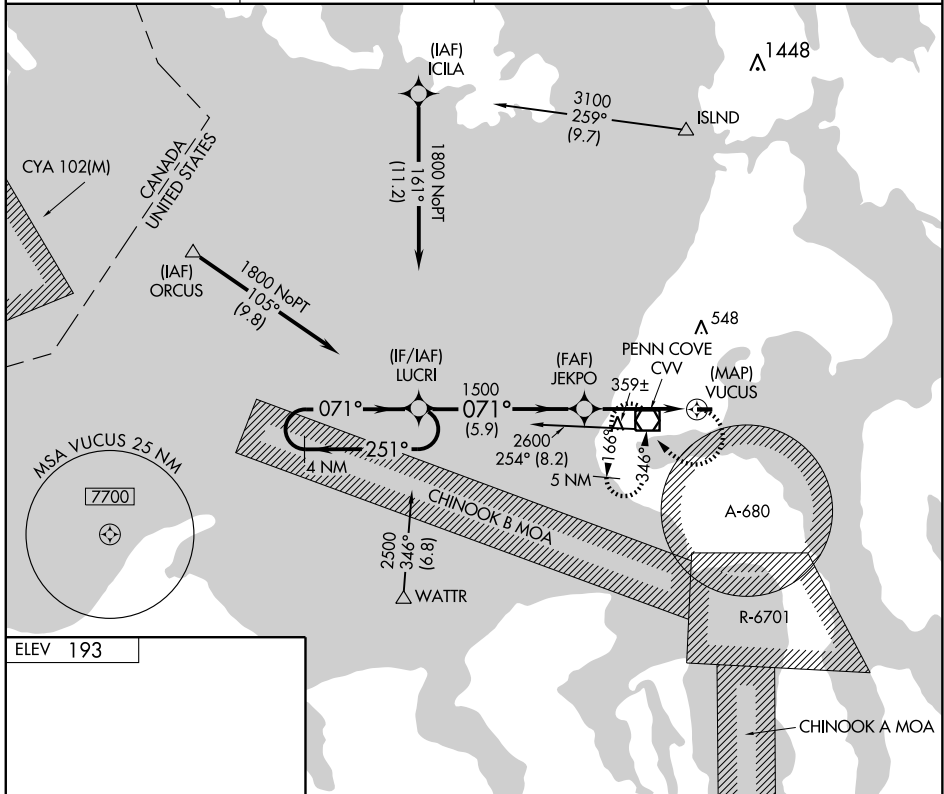 (IAF)
ICILA
1448
3100
259°
(9.7)
ISLND
CYA 102(M)
CANADA
UNITED STATES
1800 NoPT
161°
(11.2)
(IAF)
ORCUS
1800 NoPT
105°
(9.8)
548
PENN COVE
CVV
(IF/IAF)
LUCRI
(FAF)
JEKPO
359±
(MAP)
VUCUS
1500
071°
(5.9)
071°
251°
4 NM
2600
254° (8.2)
166°
346°
5 NM
MSA VUCUS 25 NM
7700
CHINOOK B MOA
A-680
2500
346°
(6.8)
WATTR
R-6701
ELEV 193
CHINOOK A MOA